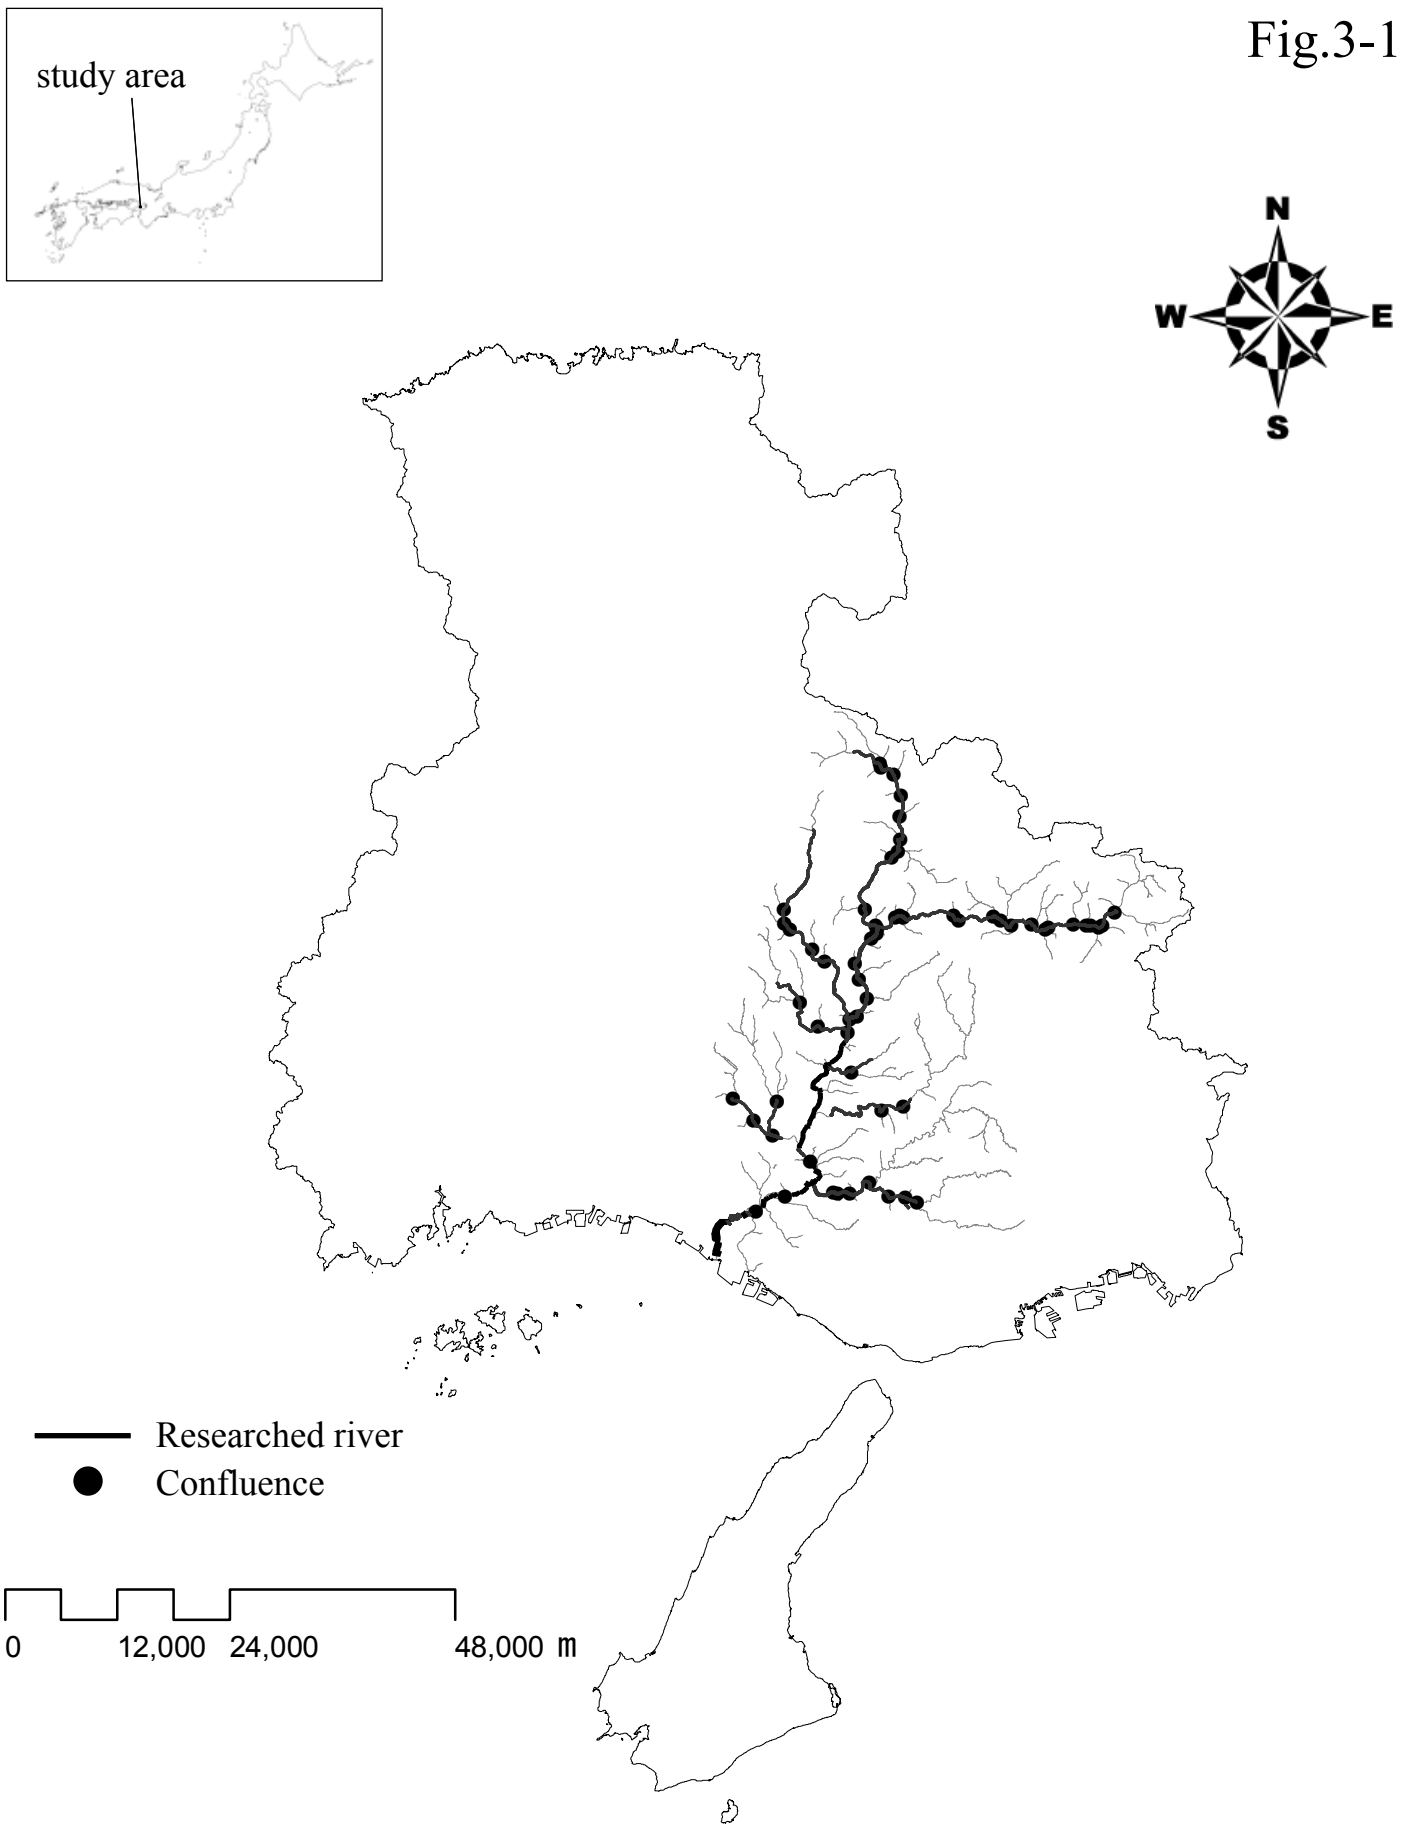 Fig.3-1
study area
N
W
E
S
Researched river
Confluence
0 12,000 24,000 48,000 m